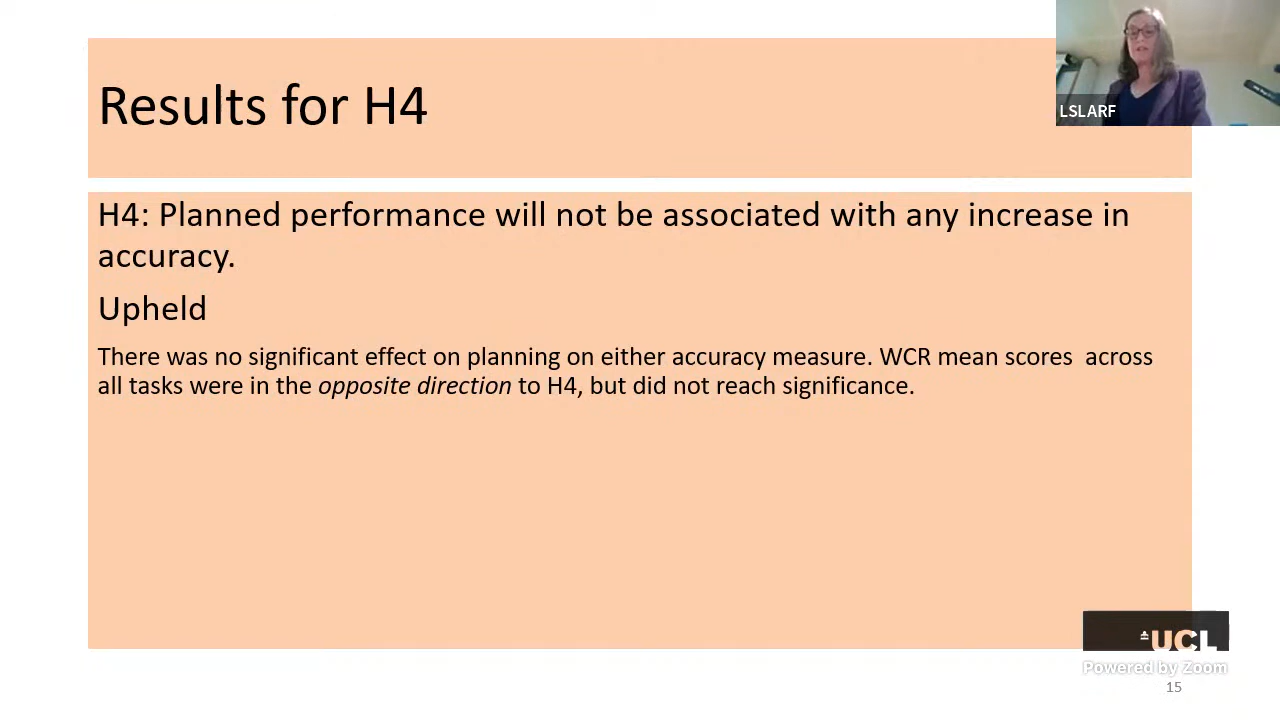 Results for H4
LSLARF
H4: Planned performance will not be associated with any increase in
accuracy.
Upheld
There was no significant effect on planning on either accuracy measure. WCR mean scores across
all tasks were in the opposite direction to H4, but did not reach significance.
UCL
Powered by Zoom
15